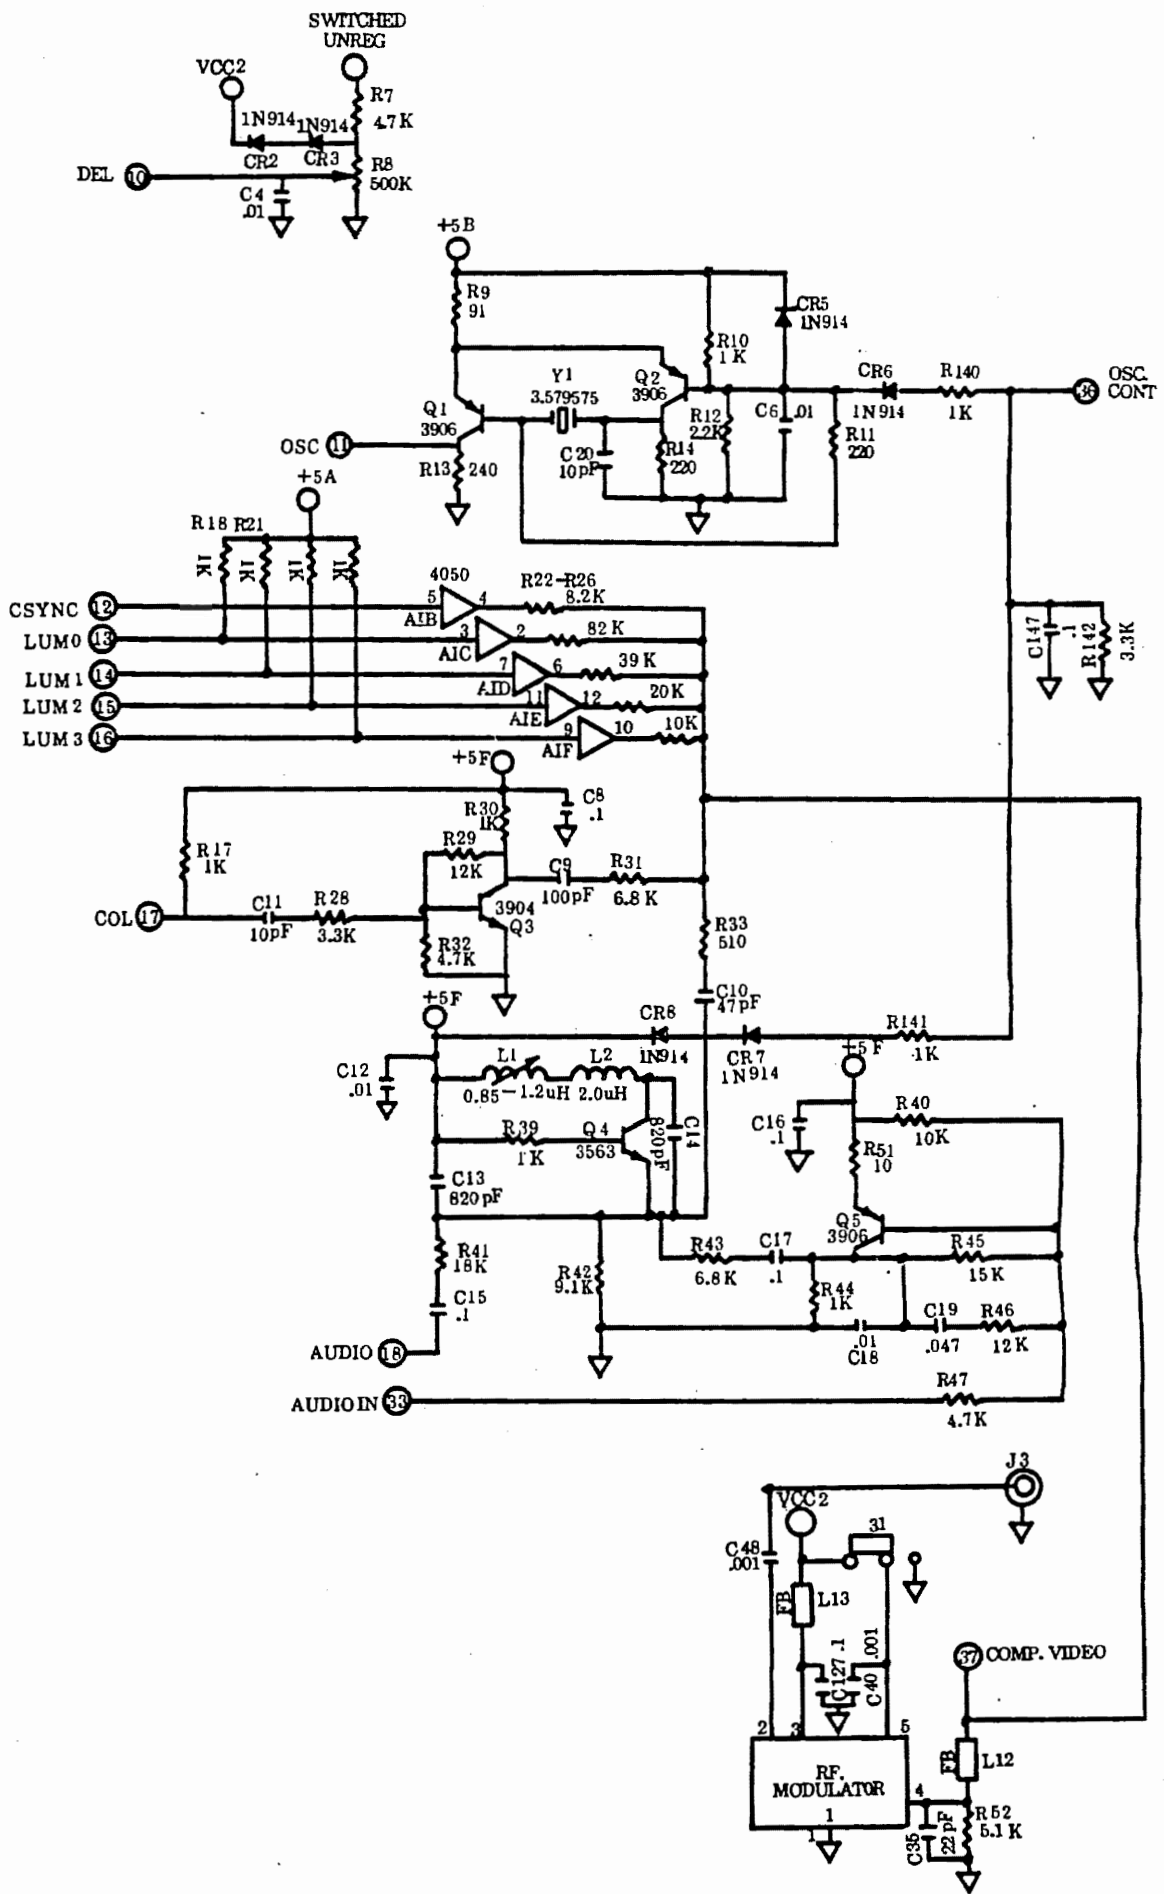 SWITCHED
UNREG
VCC2
R7
4.7K
1N914
1N914
CR2
CR3
R8
500K
DEL 10
C4
.01
+5B
R9
91
CR5
1N914
R10
1K
Q2
3906
Y1
3.579575
CR6
1N914
R140
1K
36
OSC.
CONT
Q1
3906
R12
2.2K
C6
.01
R11
220
OSC 11
R13 240
C20
10pF
R14
220
+5A
R18
R21
1K
1K
1K
1K
4050
CSYNC 12
5
4
A1B
R22-R26
8.2K
LUM0 13
3
2
A1C
82K
LUM1 14
7
6
A1D
39K
LUM2 15
11
12
A1E
20K
LUM3 16
9
10
A1F
10K
C147
.1
R142
3.3K
+5F
R30
1K
C8
.1
R17
1K
R29
12K
C9
100pF
R31
6.8K
COL 17
C11
10pF
R28
3.3K
3904
Q3
R32
4.7K
R33
510
C10
47pF
+5F
CR8
1N914
CR7
1N914
R141
1K
+5F
C12
.01
L1
0.85-1.2uH
L2
2.0uH
R39
1K
Q4
3563
820pF
C14
C16
.1
R40
10K
R51
10
C13
820pF
Q5
3906
R41
18K
R42
9.1K
R43
6.8K
C17
.1
R45
15K
R44
1K
C15
.1
.01
C18
C19
.047
R46
12K
AUDIO 18
AUDIO IN 33
R47
4.7K
J3
VCC2
31
C48
.001
FB
L13
C127 .1
C40 .001
37 COMP. VIDEO
2
3
5
FB
L12
RF.
MODULATOR
4
1
1
C35
22pF
R52
5.1K